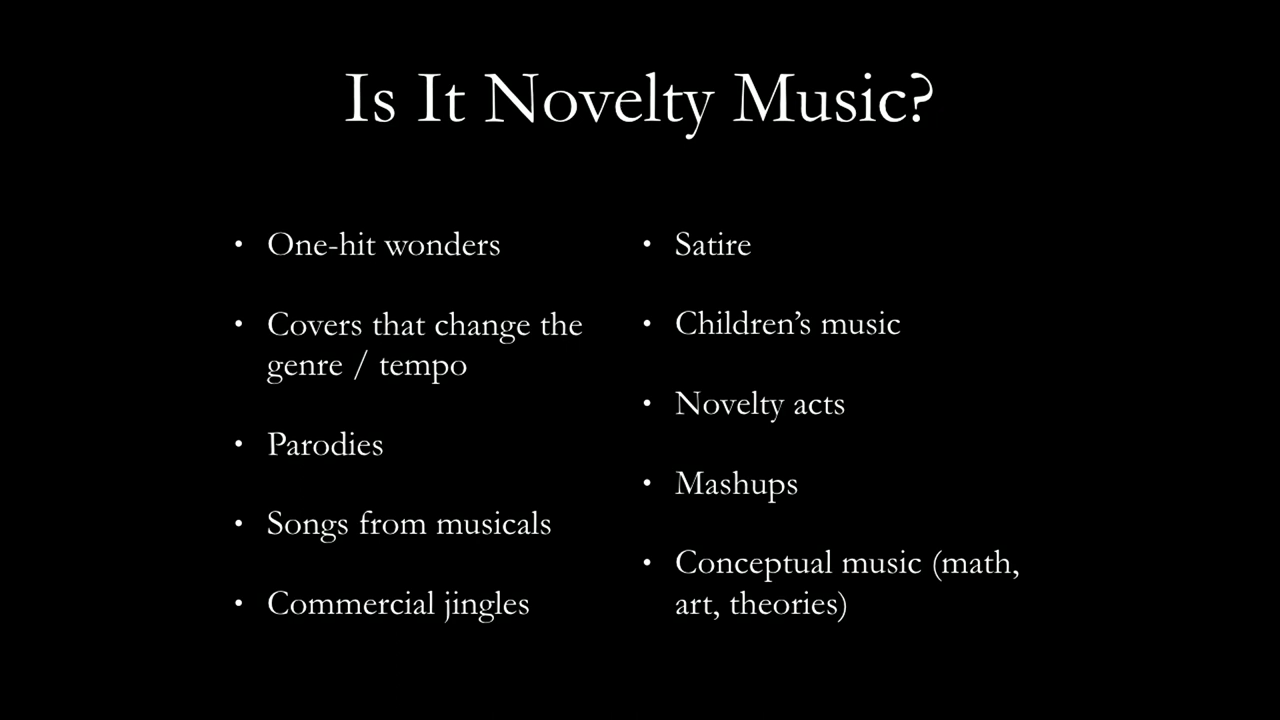 Is It Novelty Music?
• One-hit wonders
• Covers that change the
genre / tempo
• Parodies
• Songs from musicals
• Commercial jingles
• Satire
• Children’s music
• Novelty acts
• Mashups
• Conceptual music (math,
art, theories)